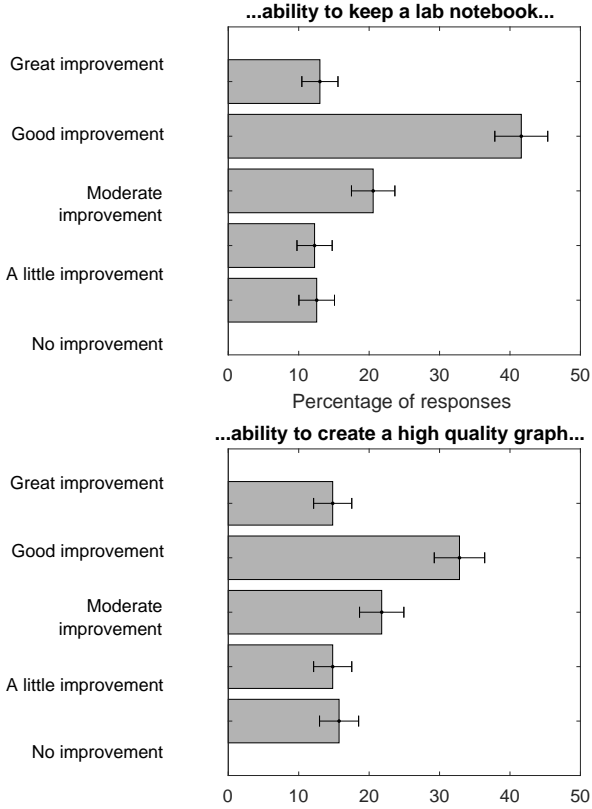 ...ability to keep a lab notebook...
Great improvement
Good improvement
Moderate
improvement
A little improvement
No improvement
0 10 20 30 40 50
Percentage of responses
...ability to create a high quality graph...
Great improvement
Good improvement
Moderate
improvement
A little improvement
No improvement
0 10 20 30 40 50